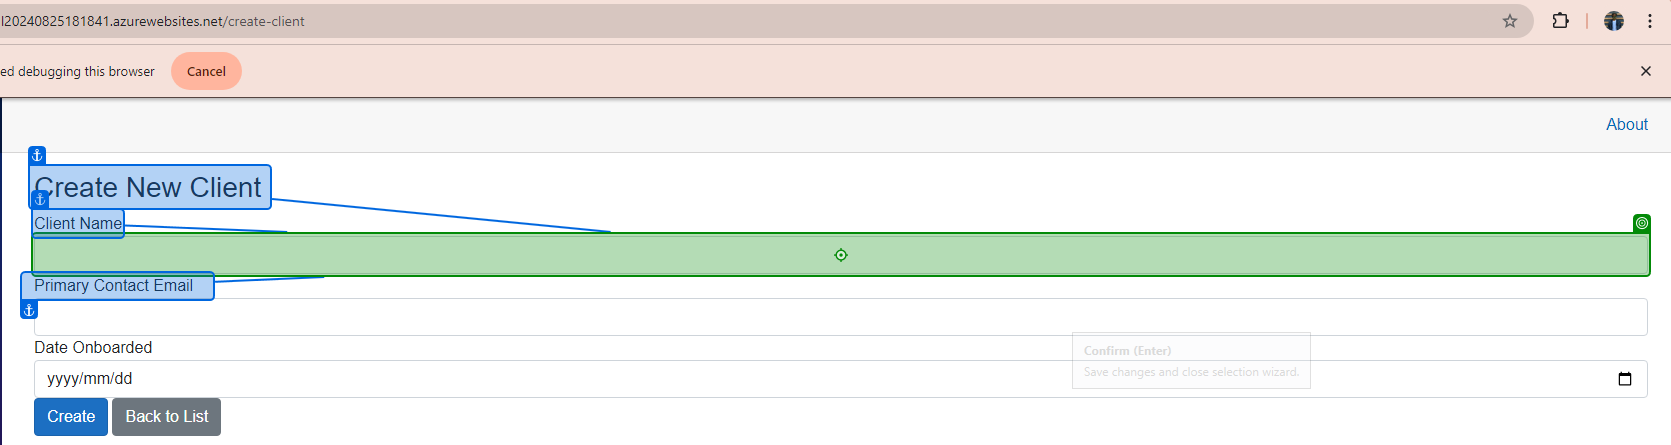 l20240825181841.azurewebsites.net/create-client
ed debugging this browser Cancel
About
Create New Client
Client Name
Primary Contact Email
Date Onboarded
Confirm (Enter)
Save changes and close selection wizard.
yyyy/mm/dd
Create Back to List